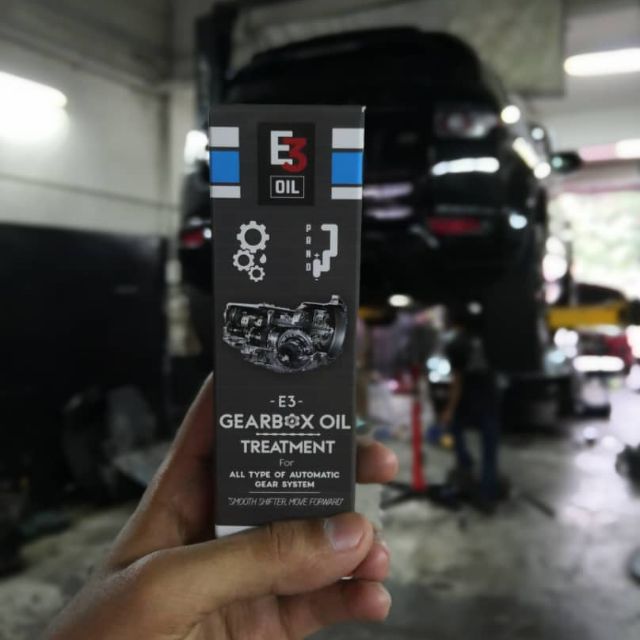 E3
OIL
P
R
N
D
+
-E3-
GEARBOX OIL
TREATMENT
For
ALL TYPE OF AUTOMATIC
GEAR SYSTEM
"SMOOTH SHIFTER, MOVE FORWARD"